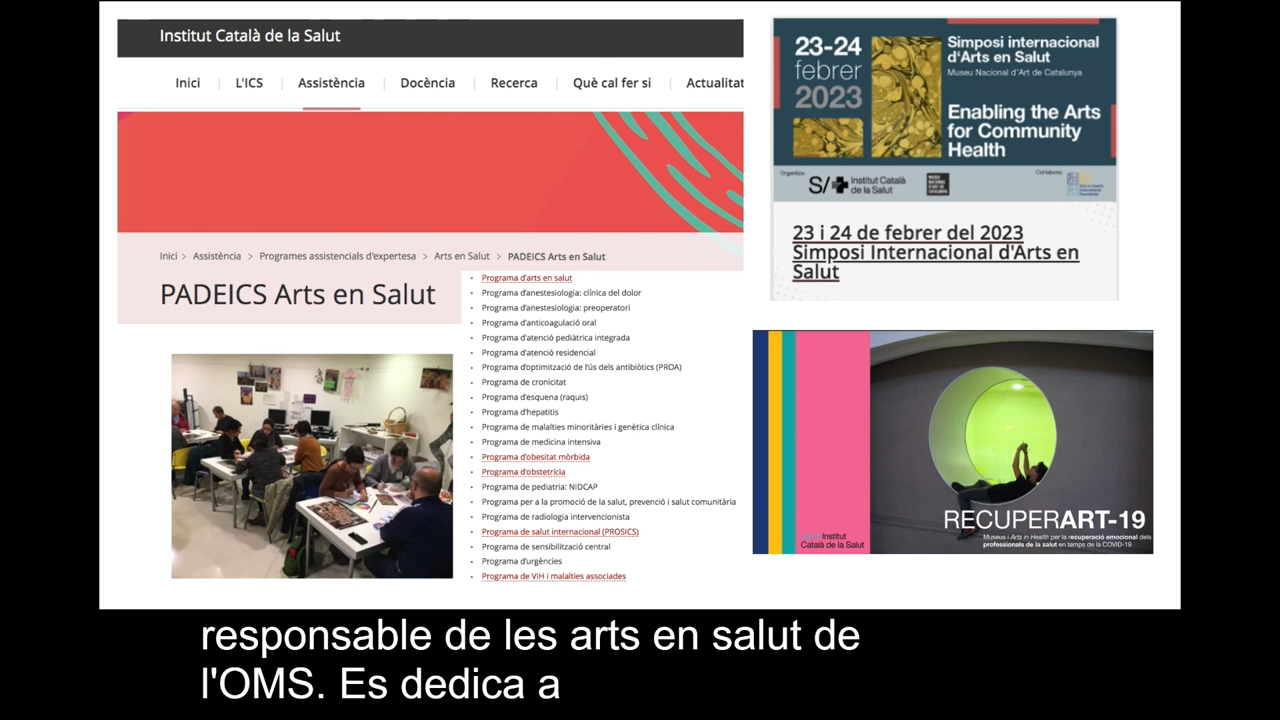 Institut Català de la Salut
Inici
L'ICS
Assistència
Docència
Recerca
Què cal fer si
Actualitat
Inici > Assistència > Programes assistencials d'expertesa > Arts en Salut > PADEICS Arts en Salut
PADEICS Arts en Salut
Programa d'arts en salut
Programa d'anestesiologia: clínica del dolor
Programa d'anestesiologia: preoperatori
Programa d'anticoagulació oral
Programa d'atenció pediàtrica integrada
Programa d'atenció residencial
Programa d'optimització de l'ús dels antibiòtics (PROA)
Programa de cronicitat
Programa d'esquena (raquis)
Programa d'hepatitis
Programa de malalties minoritàries i genètica clínica
Programa de medicina intensiva
Programa d'obesitat mòrbida
Programa d'obstetrícia
Programa de pediatria: NIDCAP
Programa per a la promoció de la salut, prevenció i salut comunitària
Programa de radiologia intervencionista
Programa de salut internacional (PROSICS)
Programa de sensibilització central
Programa d'urgències
Programa de VIH i malalties associades
23-24
febrer
2023
Simposi internacional
d'Arts en Salut
Museu Nacional d'Art de Catalunya
Enabling the Arts
for Community
Health
Organitza:
S/+ Institut Català
de la Salut
Col·labora:
23 i 24 de febrer del 2023
Simposi Internacional d'Arts en
Salut
Institut
Català de la Salut
RECUPERART-19
Museus i Arts in Health per la recuperació emocional dels
professionals de la salut en temps de la COVID-19
responsable de les arts en salut de
l'OMS. Es dedica a